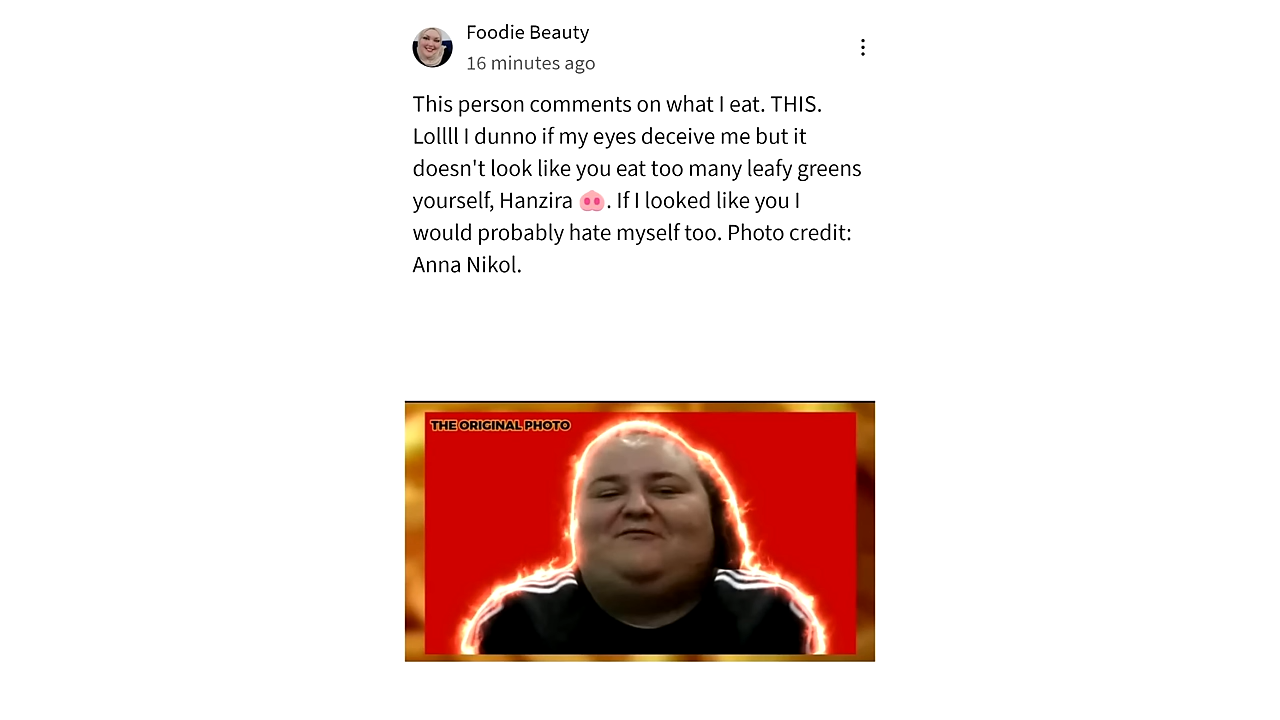 Foodie Beauty
16 minutes ago
This person comments on what I eat. THIS.
Lollll I dunno if my eyes deceive me but it
doesn't look like you eat too many leafy greens
yourself, Hanzira 🐽. If I looked like you I
would probably hate myself too. Photo credit:
Anna Nikol.
THE ORIGINAL PHOTO